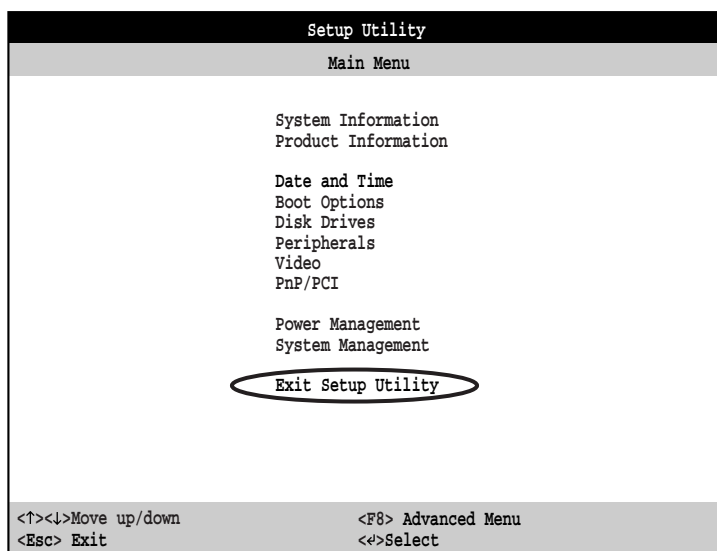 Setup Utility
Main Menu
System Information
Product Information
Date and Time
Boot Options
Disk Drives
Peripherals
Video
PnP/PCI
Power Management
System Management
Exit Setup Utility
<↑><↓>Move up/down <F8> Advanced Menu
<Esc> Exit <↵>Select